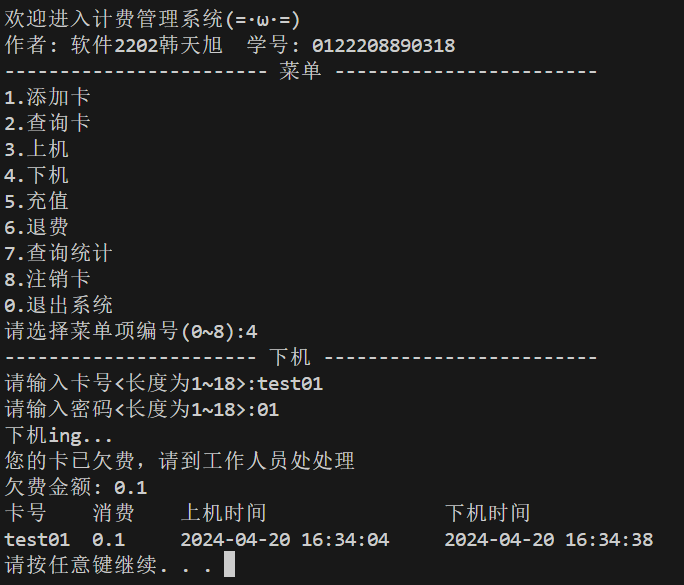 欢迎进入计费管理系统(=·ω·=)
作者: 软件2202韩天旭  学号: 0122208890318
------------------------ 菜单 ------------------------
1.添加卡
2.查询卡
3.上机
4.下机
5.充值
6.退费
7.查询统计
8.注销卡
0.退出系统
请选择菜单项编号(0~8):4
----------------------- 下机 -------------------------
请输入卡号<长度为1~18>:test01
请输入密码<长度为1~18>:01
下机ing...
您的卡已欠费，请到工作人员处处理
欠费金额: 0.1
卡号    消费    上机时间                下机时间
test01  0.1     2024-04-20 16:34:04     2024-04-20 16:34:38
请按任意键继续. . .